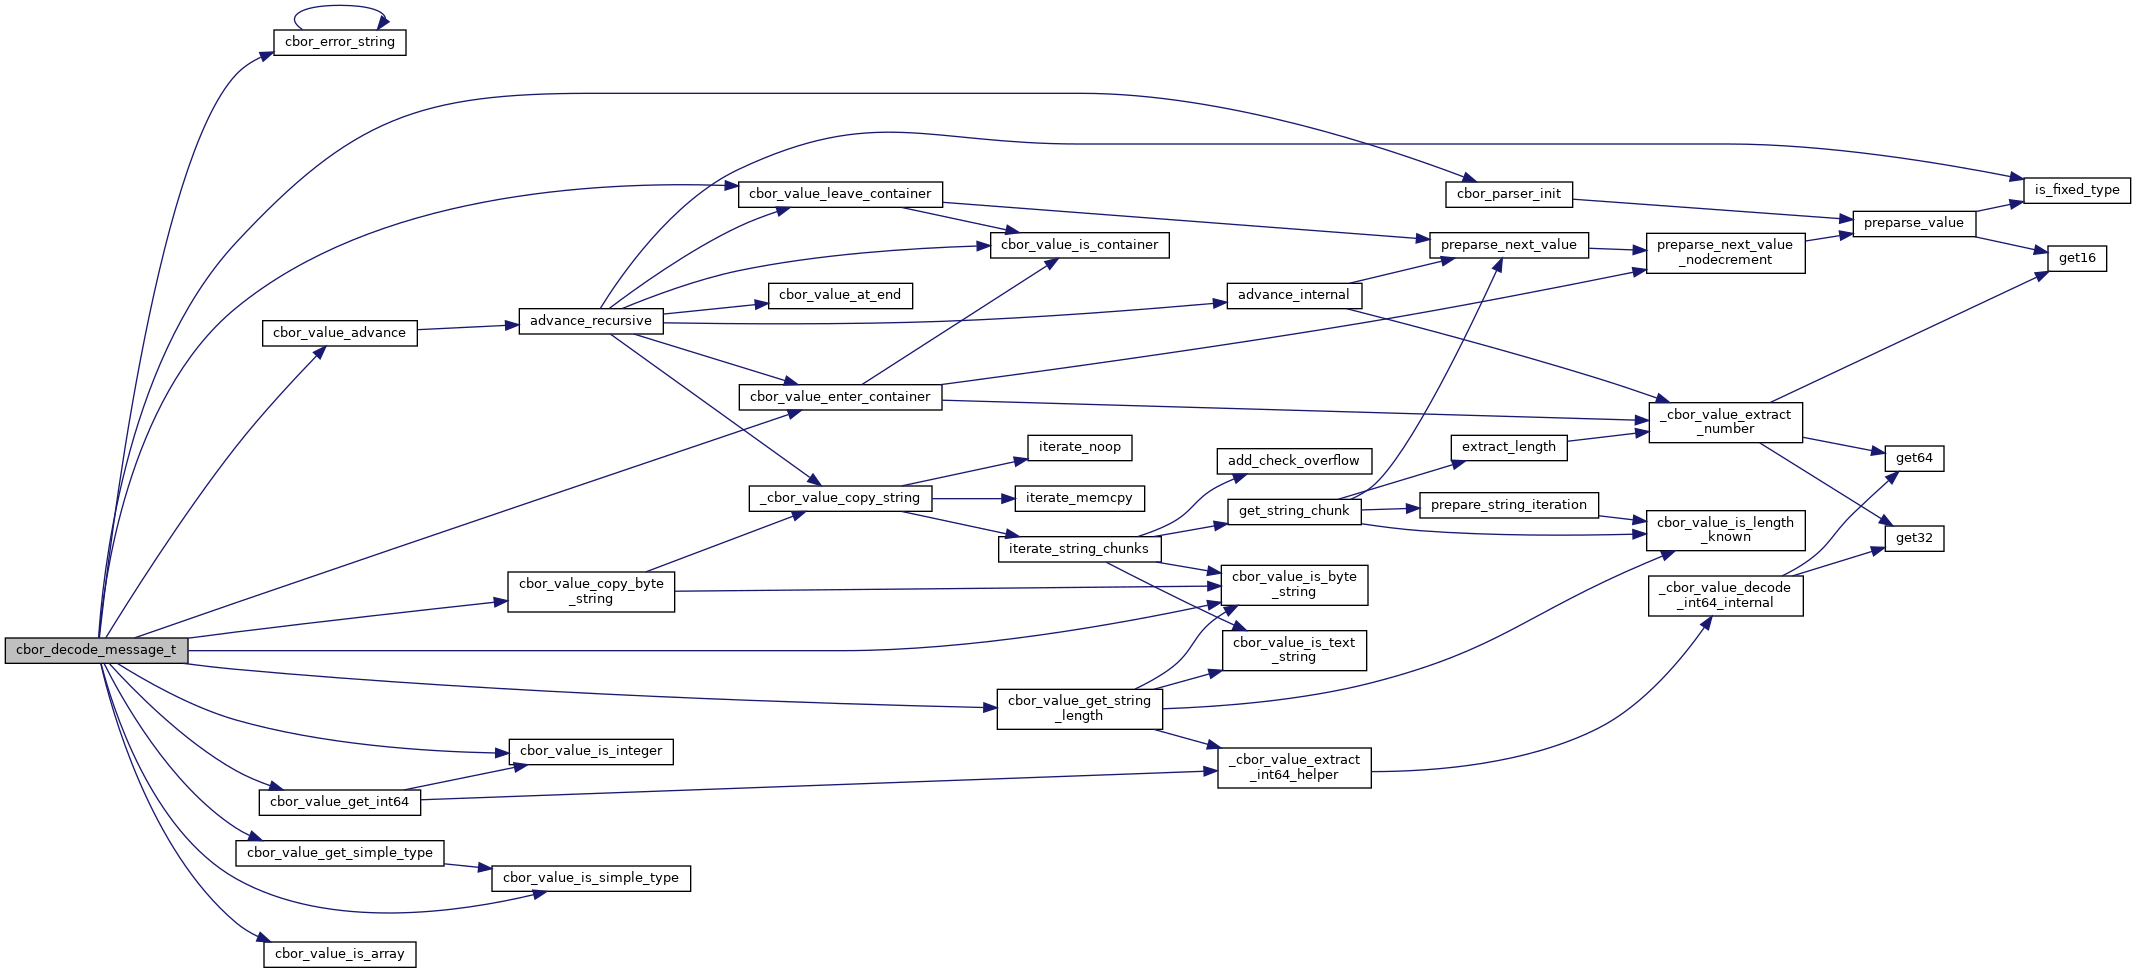 cbor_error_string
cbor_value_leave_container
cbor_parser_init
is_fixed_type
preparse_value
cbor_value_is_container
preparse_next_value
preparse_next_value
_nodecrement
get16
cbor_value_at_end
advance_internal
cbor_value_advance
advance_recursive
cbor_value_enter_container
_cbor_value_extract
_number
iterate_noop
extract_length
add_check_overflow
get64
_cbor_value_copy_string
iterate_memcpy
get_string_chunk
prepare_string_iteration
cbor_value_is_length
_known
get32
iterate_string_chunks
cbor_value_copy_byte
_string
cbor_value_is_byte
_string
_cbor_value_decode
_int64_internal
cbor_decode_message_t
cbor_value_is_text
_string
cbor_value_get_string
_length
cbor_value_is_integer
_cbor_value_extract
_int64_helper
cbor_value_get_int64
cbor_value_get_simple_type
cbor_value_is_simple_type
cbor_value_is_array